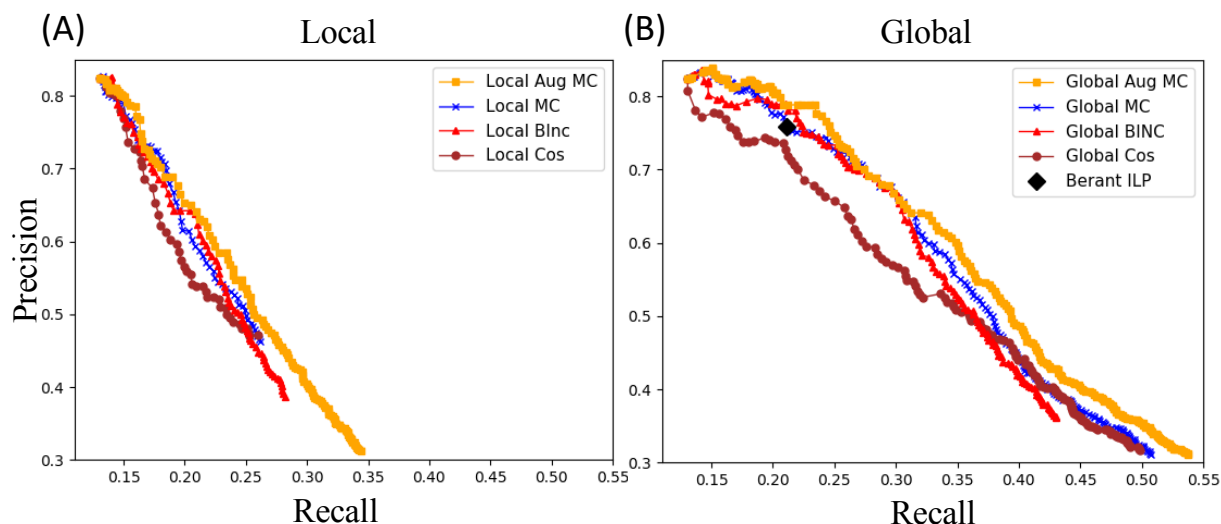 (A)
Local
Precision
0.8
0.7
0.6
0.5
0.4
0.3
Local Aug MC
Local MC
Local BInc
Local Cos
0.15 0.20 0.25 0.30 0.35 0.40 0.45 0.50 0.55
Recall
(B)
Global
0.8
0.7
0.6
0.5
0.4
0.3
Global Aug MC
Global MC
Global BINC
Global Cos
Berant ILP
0.15 0.20 0.25 0.30 0.35 0.40 0.45 0.50 0.55
Recall